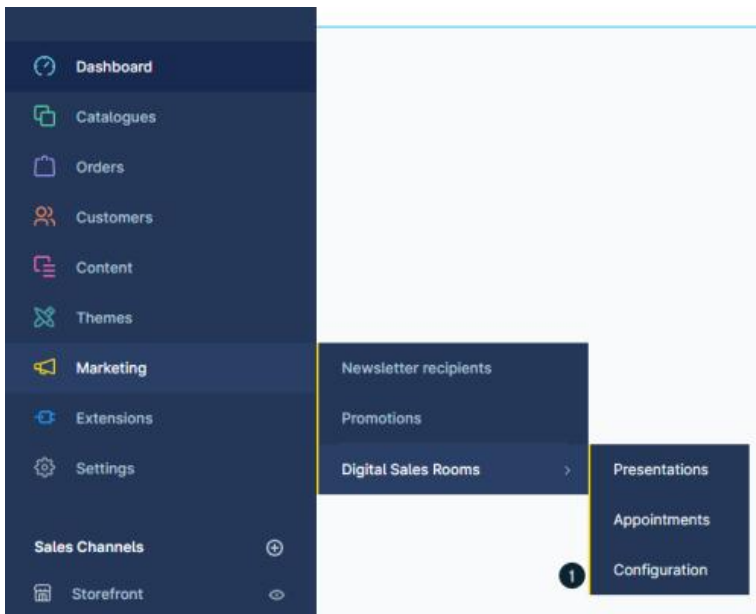 Dashboard
Catalogues
Orders
Customers
Content
Themes
Marketing
Newsletter recipients
Extensions
Promotions
Settings
Digital Sales Rooms
Presentations
Appointments
Sales Channels
1 Configuration
Storefront